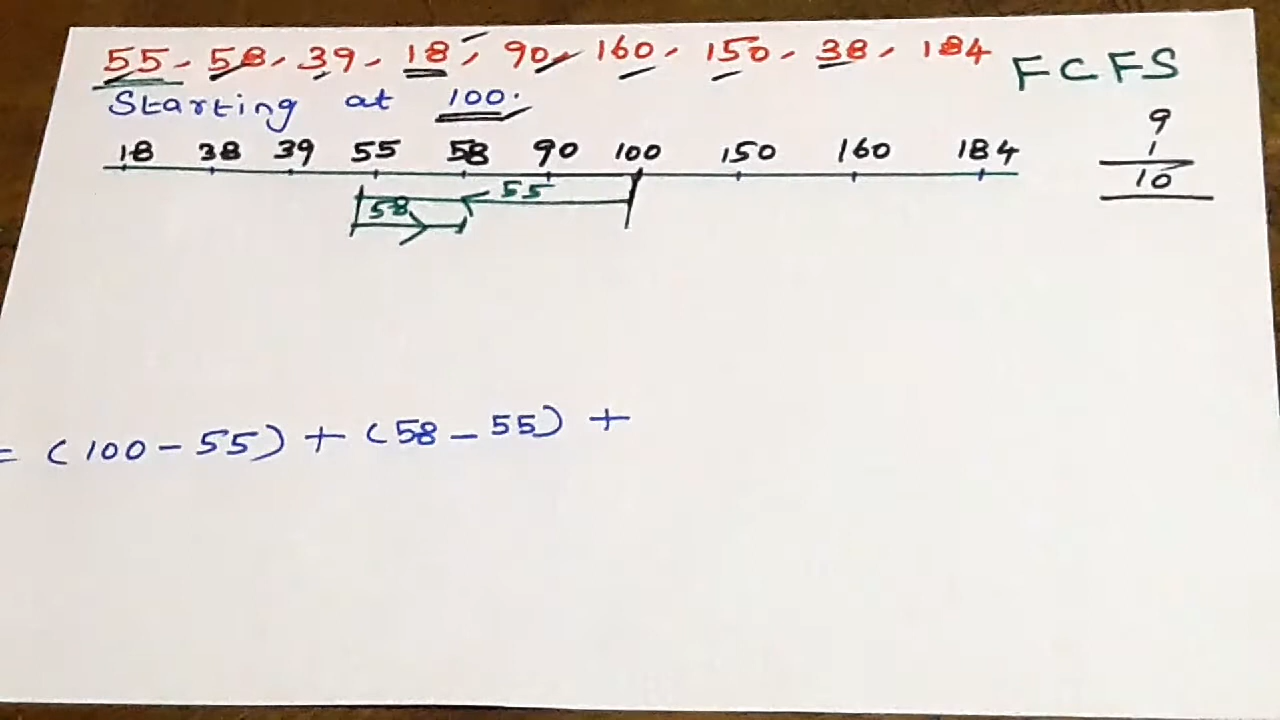 55, 58, 39, 18, 90, 160, 150, 38, 184
FCFS
Starting at 100.
9
1
10
18 38 39 55 58 90 100 150 160 184
55
58
= (100 - 55) + (58 - 55) +